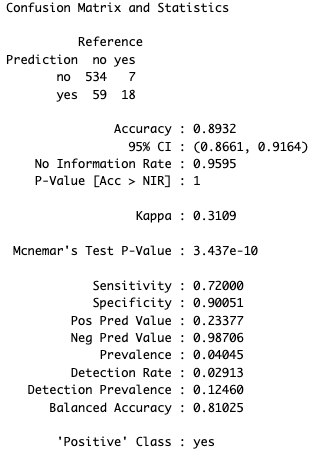 Confusion Matrix and Statistics
Reference
Prediction no yes
no 534 7
yes 59 18
Accuracy : 0.8932
95% CI : (0.8661, 0.9164)
No Information Rate : 0.9595
P-Value [Acc > NIR] : 1
Kappa : 0.3109
Mcnemar's Test P-Value : 3.437e-10
Sensitivity : 0.72000
Specificity : 0.90051
Pos Pred Value : 0.23377
Neg Pred Value : 0.98706
Prevalence : 0.04045
Detection Rate : 0.02913
Detection Prevalence : 0.12460
Balanced Accuracy : 0.81025
'Positive' Class : yes